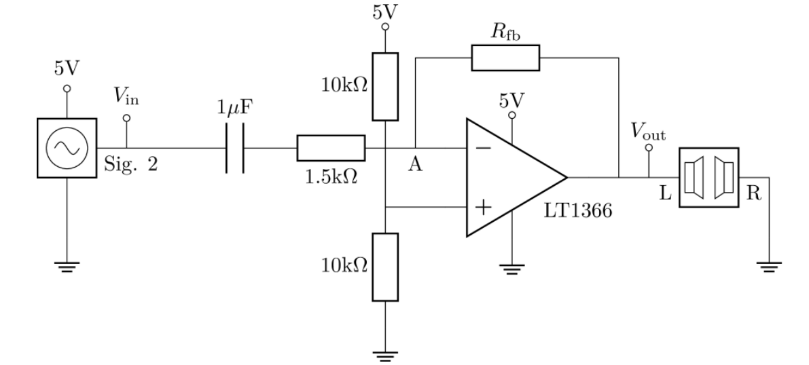 5V
5V
V_in
Sig. 2
1μF
1.5kΩ
10kΩ
A
10kΩ
R_fb
5V
−
+
LT1366
V_out
L
R